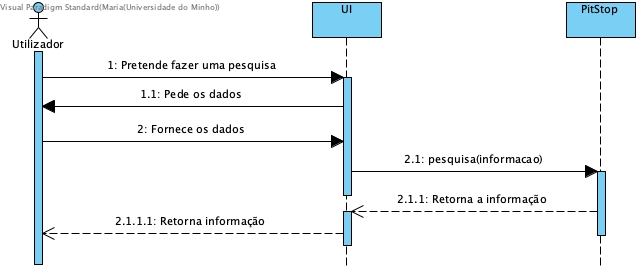 Visual Paradigm Standard(Maria(Universidade do Minho))
UI
PitStop
Utilizador
1: Pretende fazer uma pesquisa
1.1: Pede os dados
2: Fornece os dados
2.1: pesquisa(informacao)
2.1.1: Retorna a informação
2.1.1.1: Retorna informação